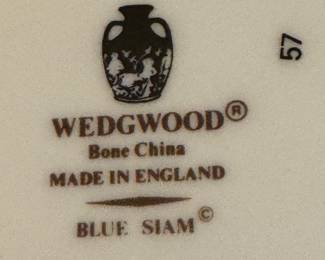 57
WEDGWOOD®
Bone China
MADE IN ENGLAND
BLUE SIAM©